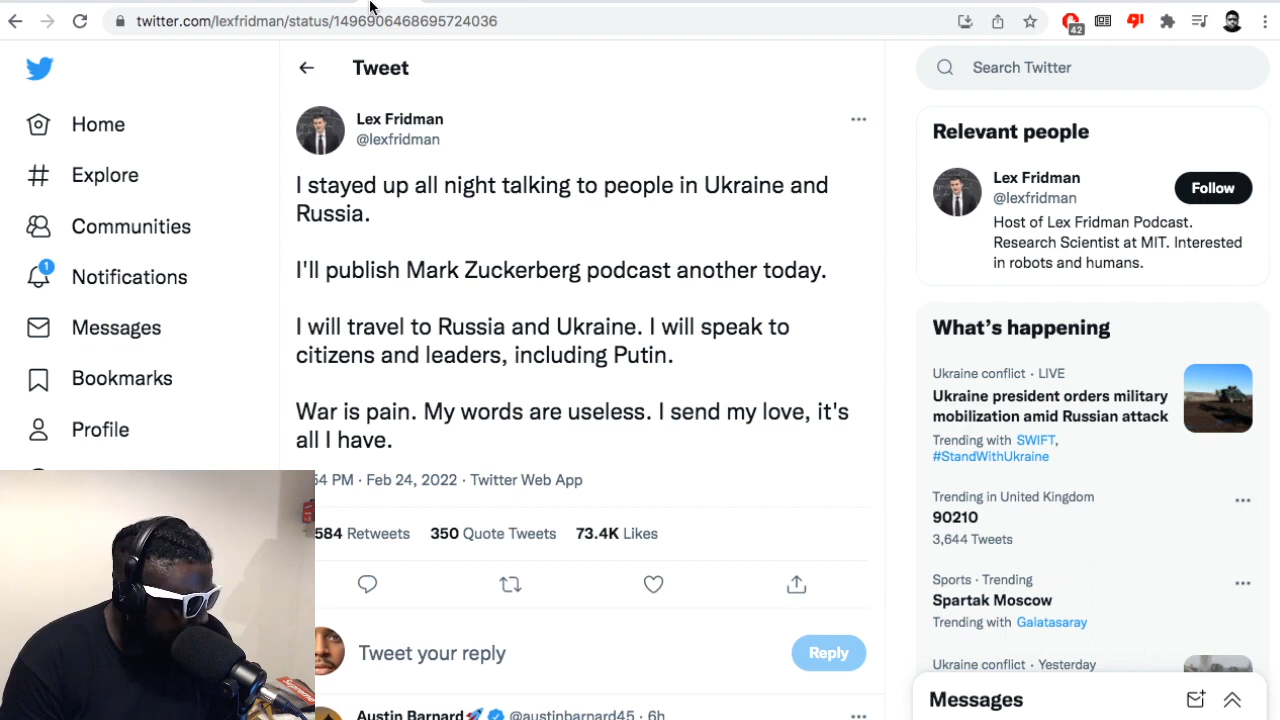 twitter.com/lexfridman/status/1496906468695724036
42
Home
Explore
Communities
1
Notifications
Messages
Bookmarks
Profile
Tweet
Lex Fridman
@lexfridman
I stayed up all night talking to people in Ukraine and
Russia.
I'll publish Mark Zuckerberg podcast another today.
I will travel to Russia and Ukraine. I will speak to
citizens and leaders, including Putin.
War is pain. My words are useless. I send my love, it's
all I have.
54 PM · Feb 24, 2022 · Twitter Web App
584 Retweets 350 Quote Tweets 73.4K Likes
Tweet your reply
Reply
Austin Barnard🚀 @austinbarnard45 · 6h
Search Twitter
Relevant people
Lex Fridman
@lexfridman
Follow
Host of Lex Fridman Podcast.
Research Scientist at MIT. Interested
in robots and humans.
What's happening
Ukraine conflict · LIVE
Ukraine president orders military
mobilization amid Russian attack
Trending with SWIFT,
#StandWithUkraine
Trending in United Kingdom
90210
3,644 Tweets
Sports · Trending
Spartak Moscow
Trending with Galatasaray
Ukraine conflict · Yesterday
Messages